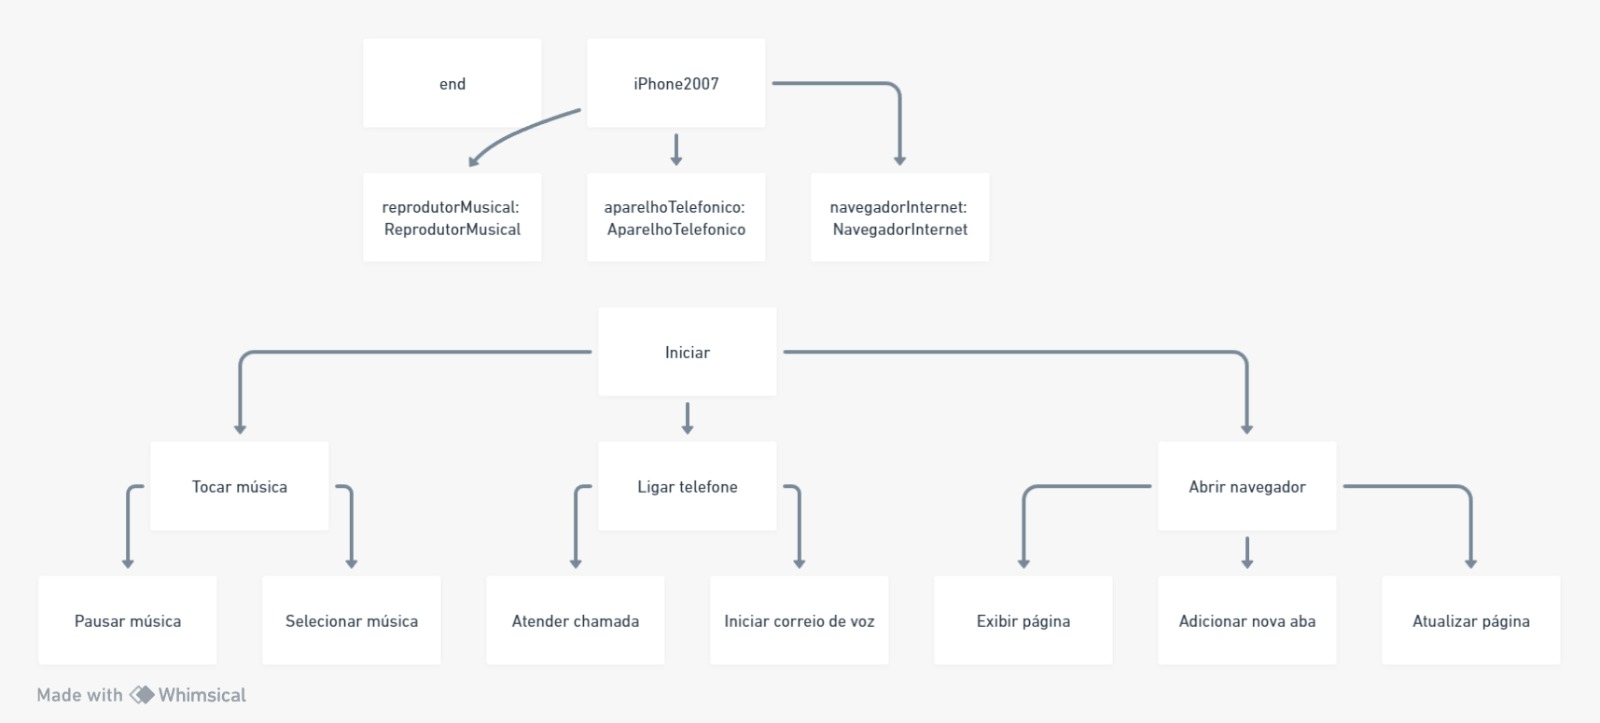 end
iPhone2007
reprodutorMusical:
ReprodutorMusical
aparelhoTelefonico:
AparelhoTelefonico
navegadorInternet:
NavegadorInternet
Iniciar
Tocar música
Ligar telefone
Abrir navegador
Pausar música
Selecionar música
Atender chamada
Iniciar correio de voz
Exibir página
Adicionar nova aba
Atualizar página
Made with Whimsical